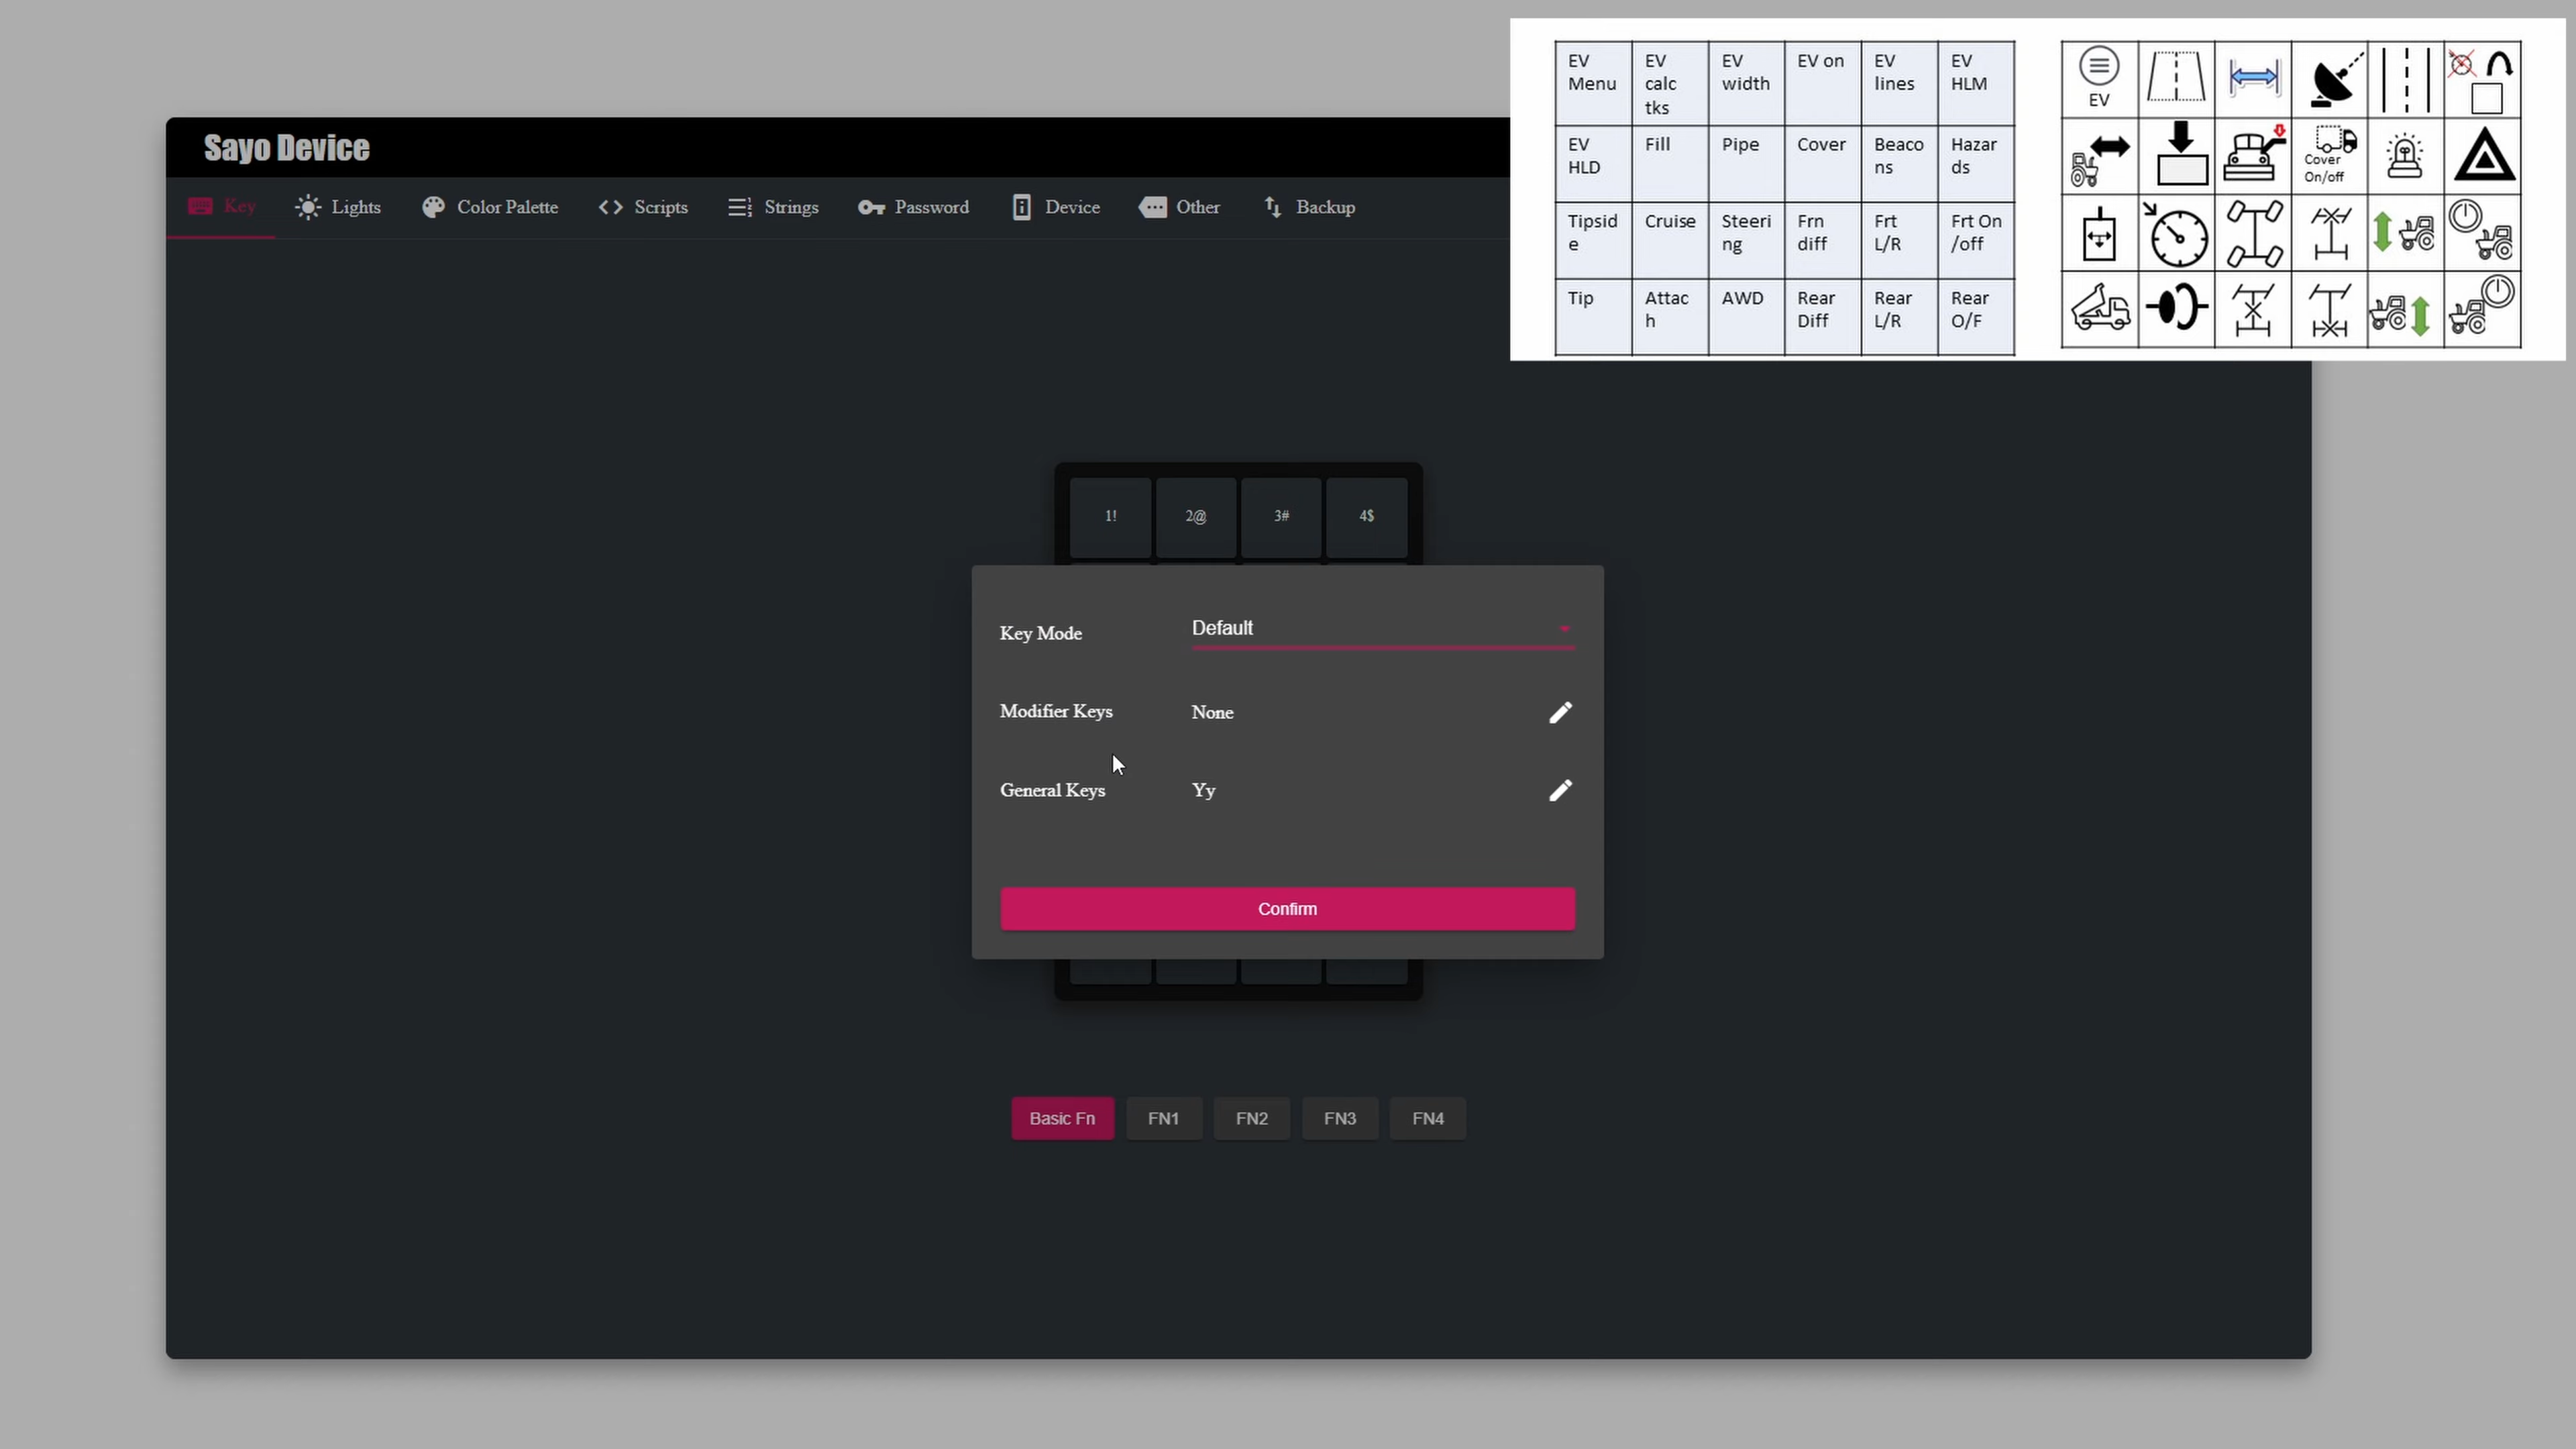 Sayo Device
Key
Lights
Color Palette
Scripts
Strings
Password
Device
Other
Backup
EV Menu
EV calc tks
EV width
EV on
EV lines
EV HLM
EV HLD
Fill
Pipe
Cover
Beaco ns
Hazar ds
Tipsid e
Cruise
Steeri ng
Frn diff
Frt L/R
Frt On /off
Tip
Attac h
AWD
Rear Diff
Rear L/R
Rear O/F
EV
Cover
On/off
1!
2@
3#
4$
Key Mode
Default
Modifier Keys
None
General Keys
Yy
Confirm
Basic Fn
FN1
FN2
FN3
FN4